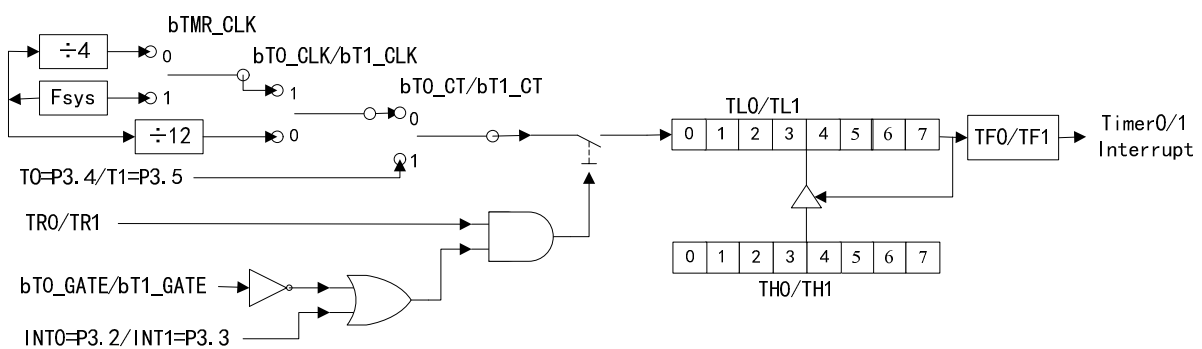 bTMR_CLK
÷4
0
bT0_CLK/bT1_CLK
Fsys
1
1
bT0_CT/bT1_CT
0
÷12
0
TL0/TL1
0 1 2 3 4 5 6 7
TF0/TF1
Timer0/1
Interrupt
1
T0=P3.4/T1=P3.5
TR0/TR1
0 1 2 3 4 5 6 7
TH0/TH1
bT0_GATE/bT1_GATE
INT0=P3.2/INT1=P3.3